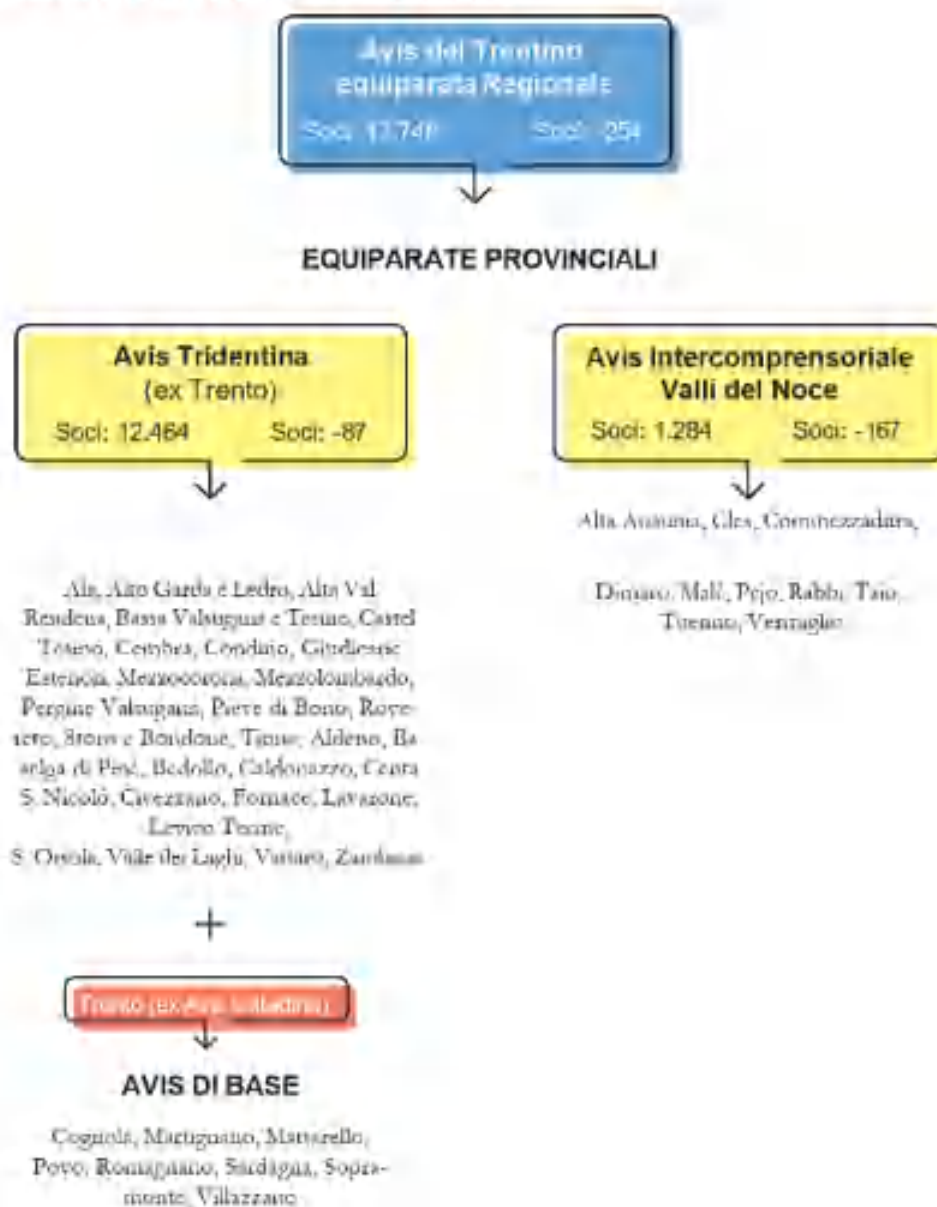 Avis del Trentino
equiparata Regionale
Soci: -254
EQUIPARATE PROVINCIALI
Avis Tridentina
(ex Trento)
Soci: 12.464 Soci: -87
Avis Intercomprensoriale
Valli del Noce
Soci: 1.284 Soci: -167
Alta Anaunia, Cles, Commezzadura,
Dimaro, Malé, Pejo, Rabbi, Taio,
Tuenno, Vermiglio
Ala, Alto Garda e Ledro, Alta Val
Rendena, Bassa Valsugana e Tesino, Castel
Tesino, Cembra, Condino, Giudicarie
Esteriori, Mezzocorona, Mezzolombardo,
Pergine Valsugana, Pieve di Bono, Rove-
reto, Storo e Bondone, Tione, Aldeno, Ba
selga di Piné, Bedollo, Caldonazzo, Centa
S. Nicolò, Civezzano, Fornace, Lavarone,
Levico Terme,
S. Orsola, Valle dei Laghi, Vattaro, Zambana
+
Trento (ex Avis Cittadina)
AVIS DI BASE
Cognola, Martignano, Mattarello,
Povo, Romagnano, Sardagna, Sopra-
monte, Villazzano